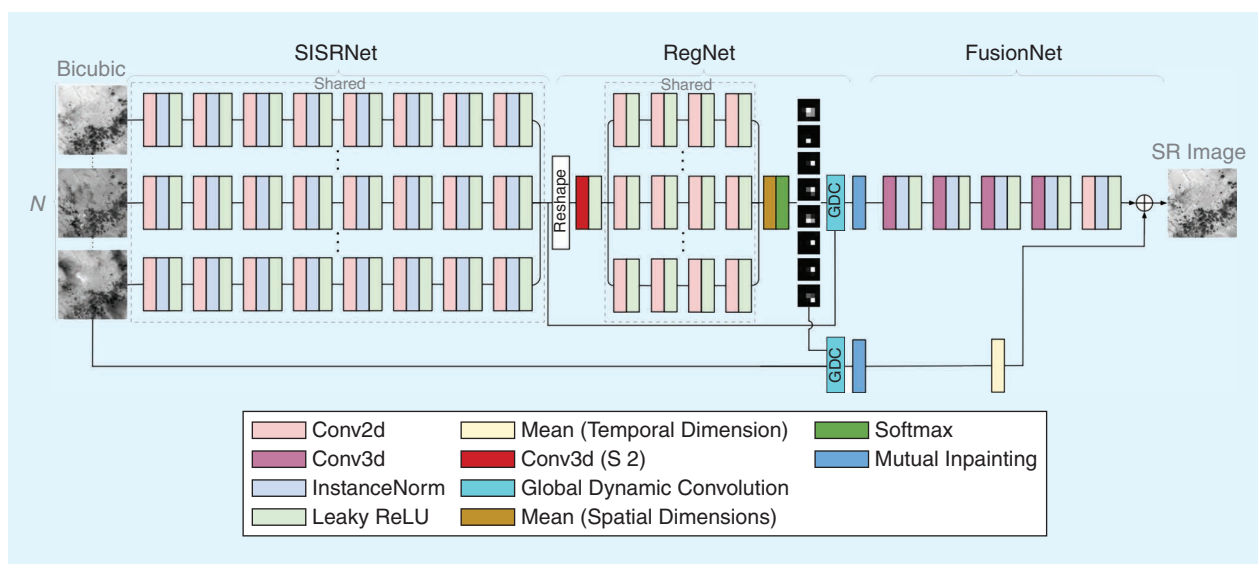 SISRNet
RegNet
FusionNet
Bicubic
Shared
Shared
N
Reshape
GDC
GDC
SR Image
Conv2d
Conv3d
InstanceNorm
Leaky ReLU
Mean (Temporal Dimension)
Conv3d (S 2)
Global Dynamic Convolution
Mean (Spatial Dimensions)
Softmax
Mutual Inpainting